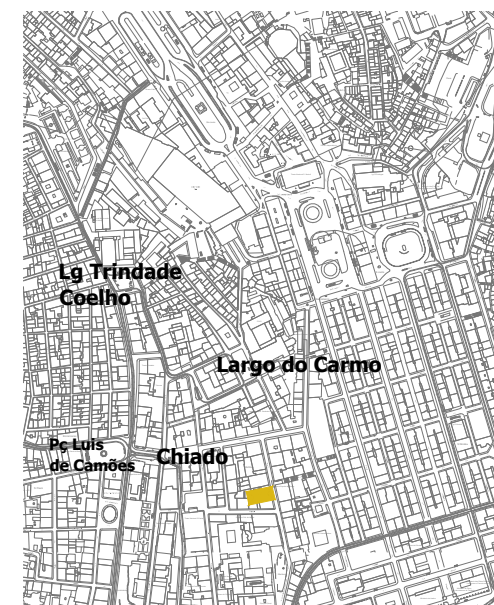 Lg Trindade
Coelho
Largo do Carmo
Pç Luis
de Camões
Chiado